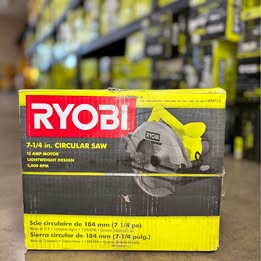 RYOBI
7-1/4 in. CIRCULAR SAW
13 AMP MOTOR
LIGHTWEIGHT DESIGN
5,000 RPM
RYOBI
Scie circulaire de 184 mm (7 1/4 po)
Sierra circular de 184 mm (7-1/4 pulg.)